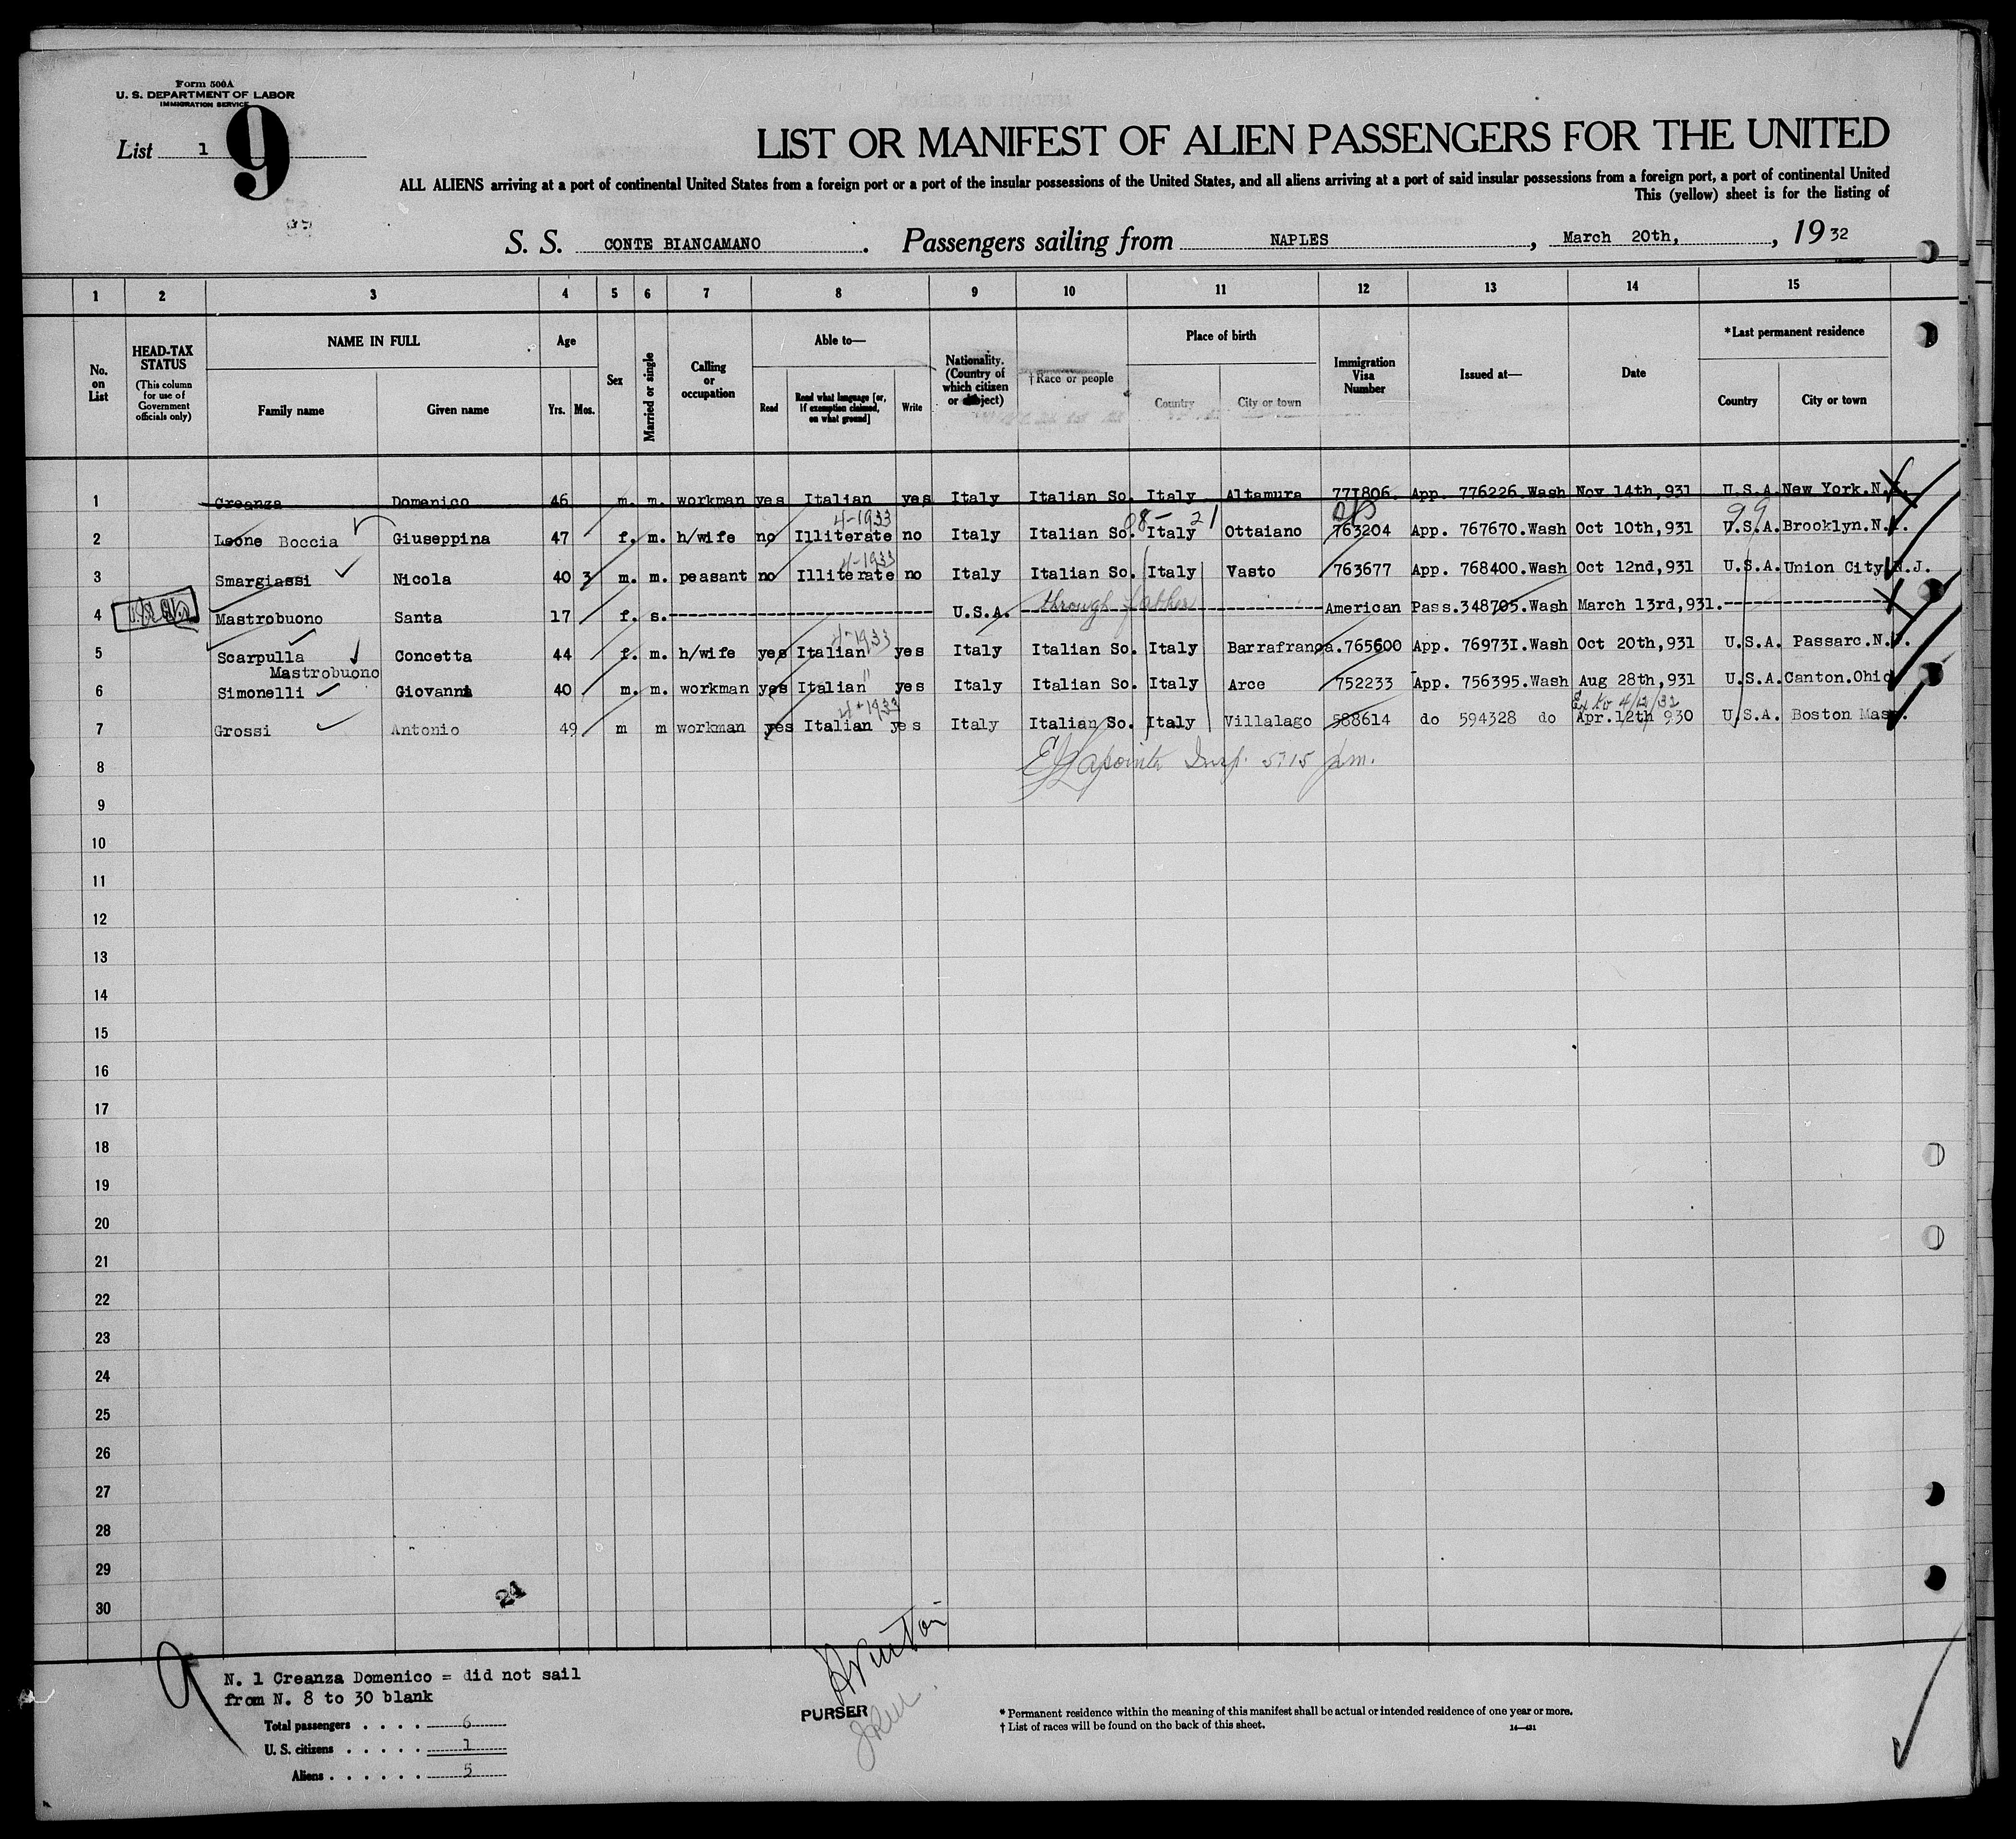 Form 500A
U. S. DEPARTMENT OF LABOR
IMMIGRATION SERVICE
List 1
9
LIST OR MANIFEST OF ALIEN PASSENGERS FOR THE UNITED
ALL ALIENS arriving at a port of continental United States from a foreign port or a port of the insular possessions of the United States, and all aliens arriving at a port of said insular possessions from a foreign port, a port of continental United
This (yellow) sheet is for the listing of
S. S. CONTE BIANCAMANO. Passengers sailing from NAPLES, March 20th, , 1932
1 2 3 4 5 6 7 8 9 10 11 12 13 14 15
No. on List
HEAD-TAX STATUS
(This column for use of Government officials only)
NAME IN FULL
Family name
Given name
Age
Yrs. Mos.
Sex
Married or single
Calling or occupation
Able to—
Read
Read what language [or, if exemption claimed, on what ground]
Write
Nationality. (Country of which citizen or subject)
† Race or people
Place of birth
Country
City or town
Immigration Visa Number
Issued at—
Date
*Last permanent residence
Country
City or town
1 Creanza Domenico 46 m. m. workman yes Italian yes Italy Italian So. Italy Altamura 771806. App. 776226.Wash Nov 14th,931 U.S.A. New York.N.Y.
4-1933 08- 21 99
2 Leone Boccia Giuseppina 47 f. m. h/wife no Illiterate no Italy Italian So. Italy Ottaiano 763204 App. 767670.Wash Oct 10th,931 U.S.A. Brooklyn.N.Y.
4-1933
3 Smargiassi Nicola 40 3 m. m. peasant no Illiterate no Italy Italian So. Italy Vasto 763677 App. 768400.Wash Oct 12nd,931 U.S.A. Union City N.J.
4 Mastrobuono Santa 17 f. s. U.S.A. through father American Pass.348705.Wash March 13rd,931.
4-1933
5 Scarpulla Concetta 44 f. m. h/wife yes Italian yes Italy Italian So. Italy Barrafranca.765600 App. 76973I.Wash Oct 20th,931 U.S.A. Passarc.N.J.
Mastrobuono
6 Simonelli Giovanni 40 m. m. workman yes Italian " yes Italy Italian So. Italy Arce 752233 App. 756395.Wash Aug 28th,931 U.S.A. Canton.Ohio
4-1933 Ex to 4/12/32
7 Grossi Antonio 49 m m workman yes Italian yes Italy Italian So. Italy Villalago 588614 do 594328 do Apr.12th 930 U.S.A. Boston Mass.
8 Lapointe Insp. 5:15 p.m.
9
10
11
12
13
14
15
16
17
18
19
20
21
22
23
24
25
26
27
28
29
24
30
9
N. 1 Creanza Domenico = did not sail
from N. 8 to 30 blank
Total passengers . . . . 6
U. S. citizens . . . . . 1
Aliens . . . . . . 5
PURSER
* Permanent residence within the meaning of this manifest shall be actual or intended residence of one year or more.
† List of races will be found on the back of this sheet.
14—431